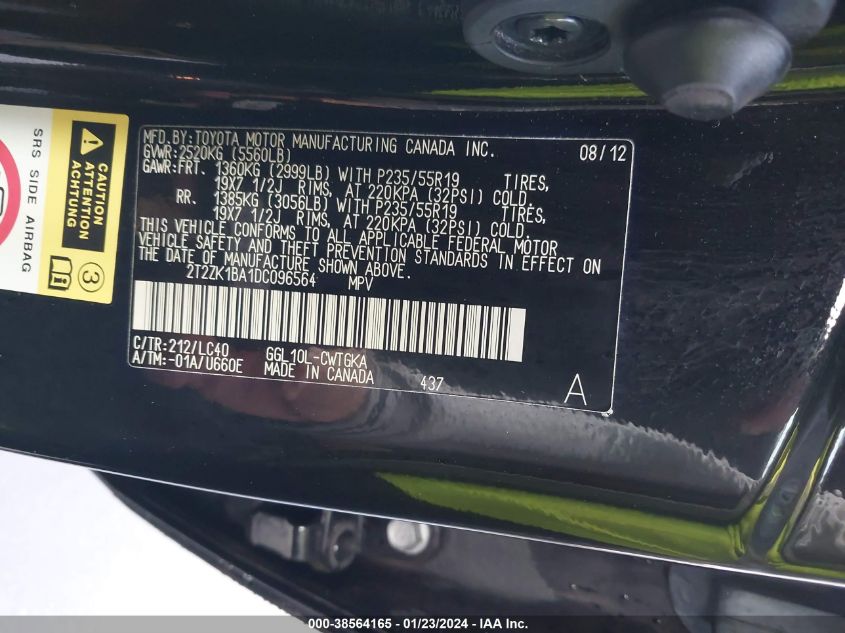 MFD.BY:TOYOTA MOTOR MANUFACTURING CANADA INC. 08/12
GVWR:2520KG (5560LB)
GAWR:FRT. 1360KG (2999LB) WITH P235/55R19 TIRES,
19X7 1/2J RIMS, AT 220KPA (32PSI) COLD.
RR. 1385KG (3056LB) WITH P235/55R19 TIRES,
19X7 1/2J RIMS, AT 220KPA (32PSI) COLD.
THIS VEHICLE CONFORMS TO ALL APPLICABLE FEDERAL MOTOR
VEHICLE SAFETY AND THEFT PREVENTION STANDARDS IN EFFECT ON
THE DATE OF MANUFACTURE SHOWN ABOVE.
2T2ZK1BA1DC096564 MPV
C/TR:212/LC40 GGL10L-CWTGKA
A/TM:-01A/U660E MADE IN CANADA 437 A
SRS SIDE AIRBAG
CAUTION
ATTENTION
ACHTUNG
3
000-38564165 / 01/23/2024 / IAA Inc.